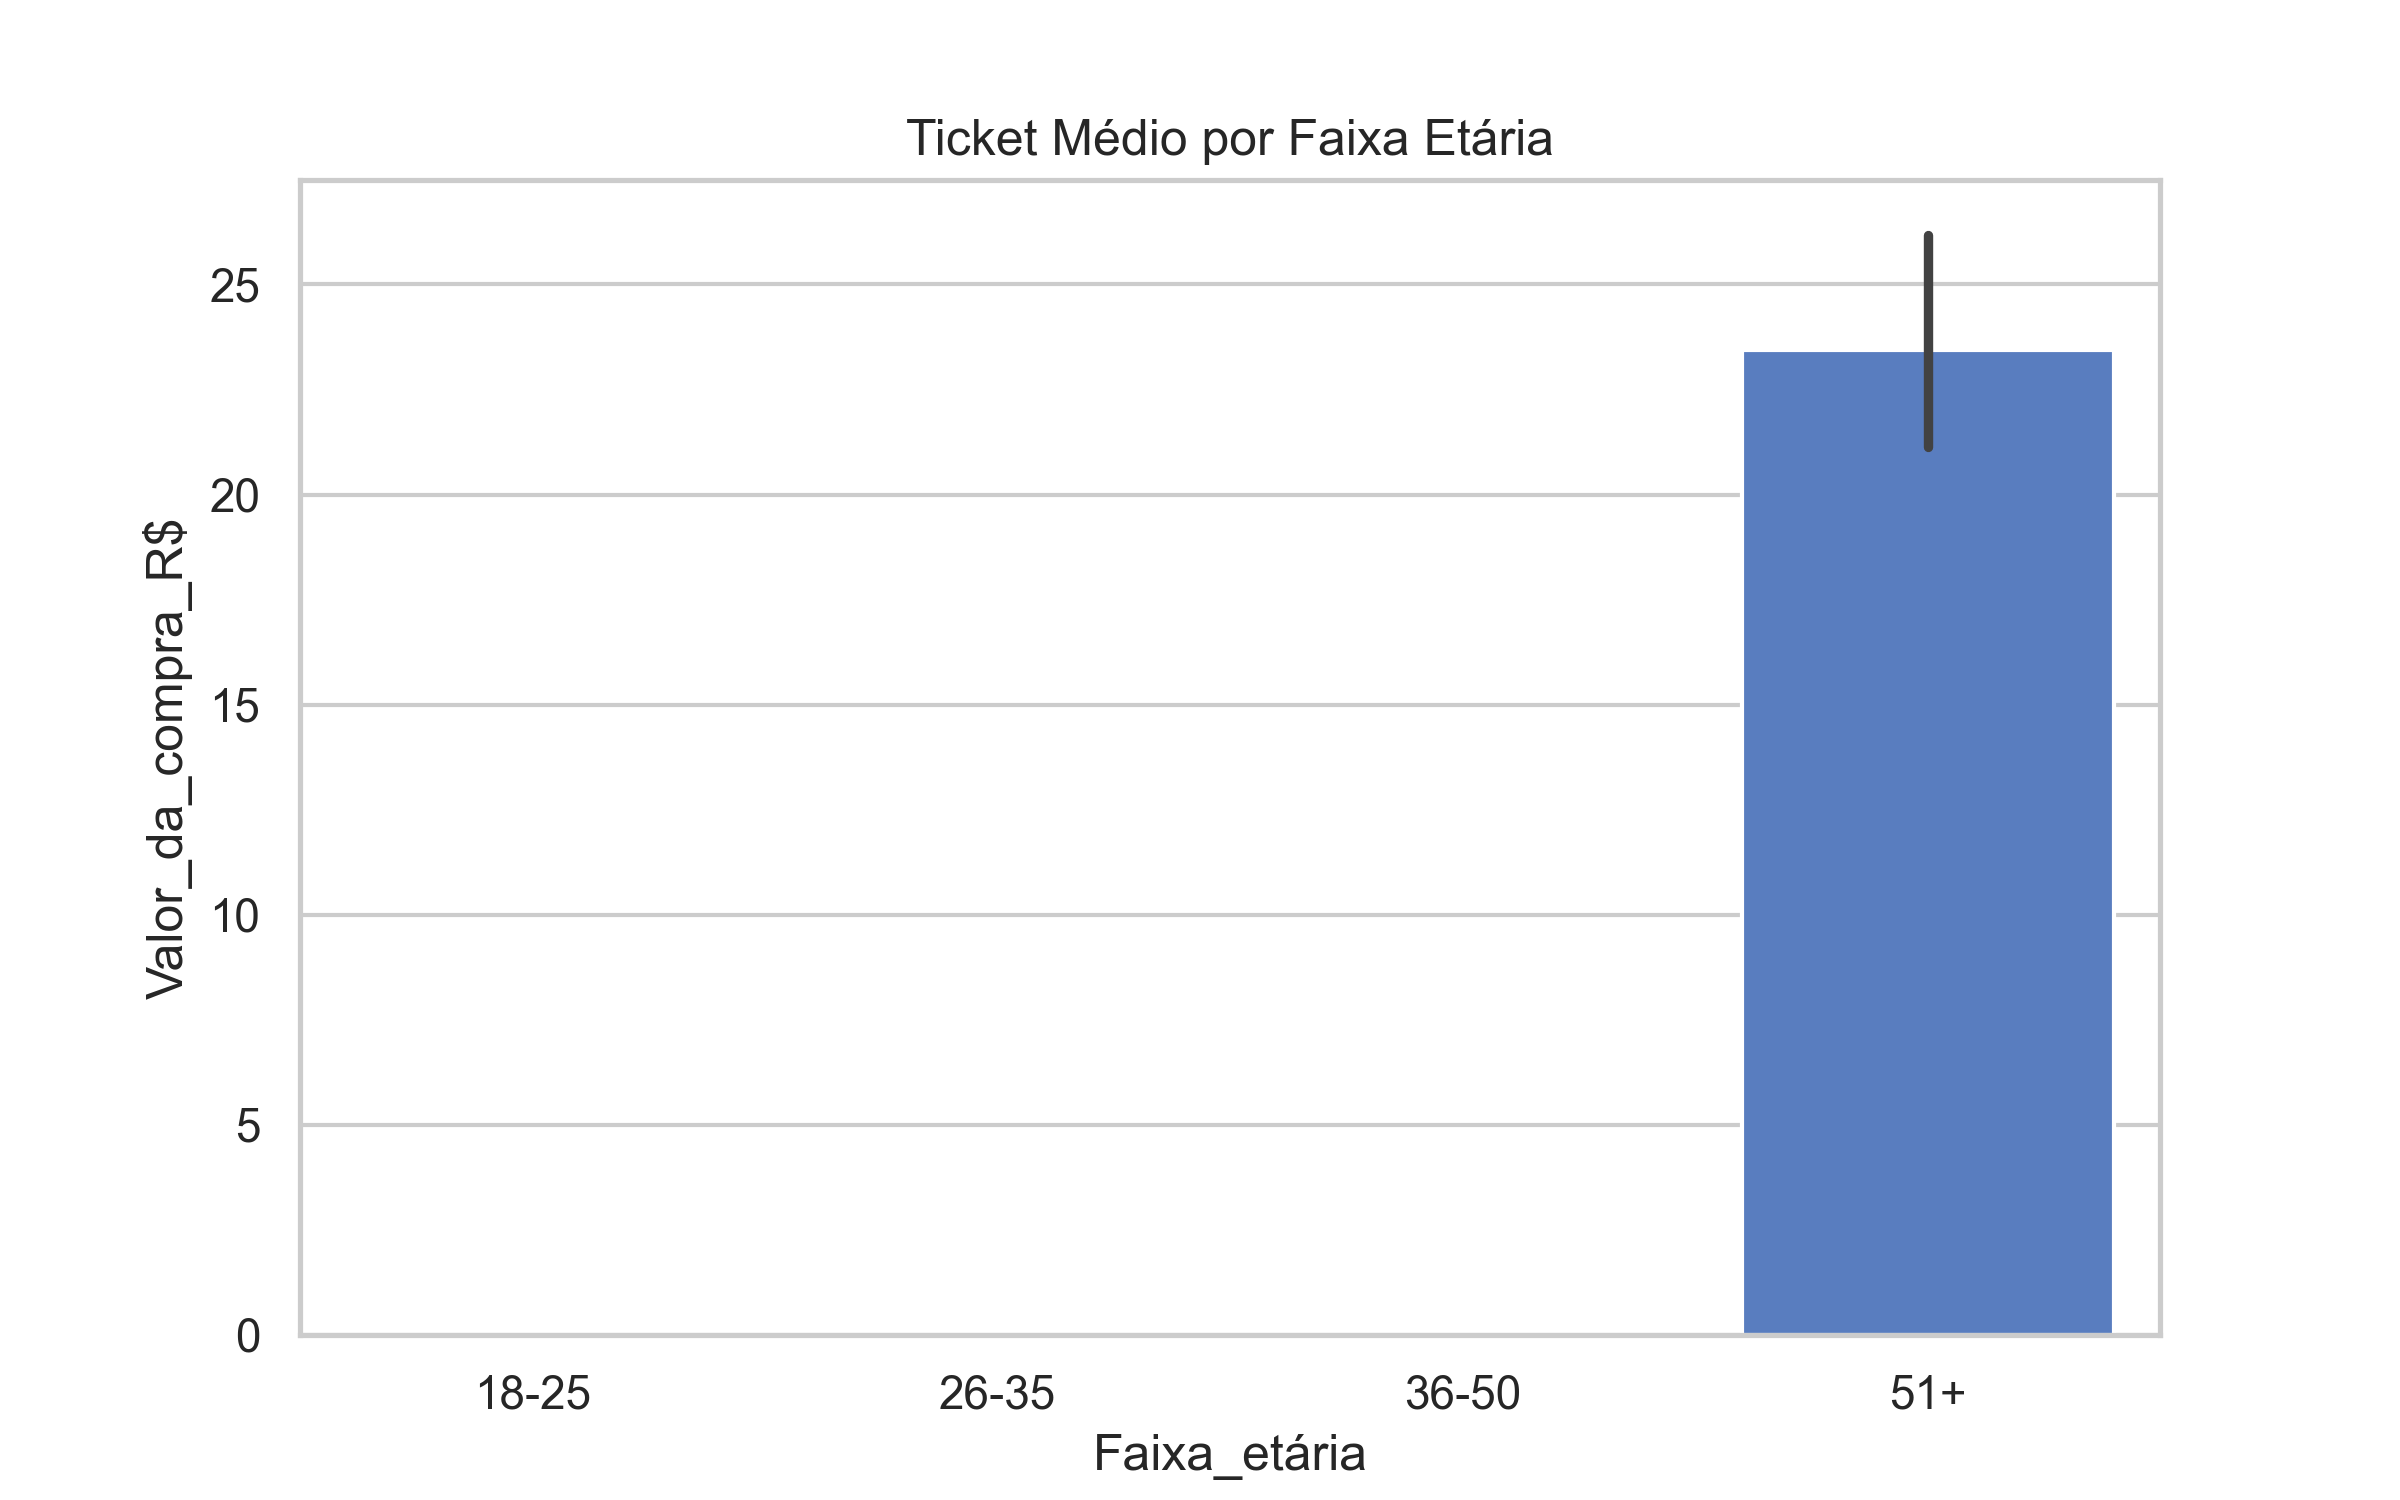 Ticket Médio por Faixa Etária
Valor_da_compra_R$
25
20
15
10
5
0
18-25 26-35 36-50 51+
Faixa_etária